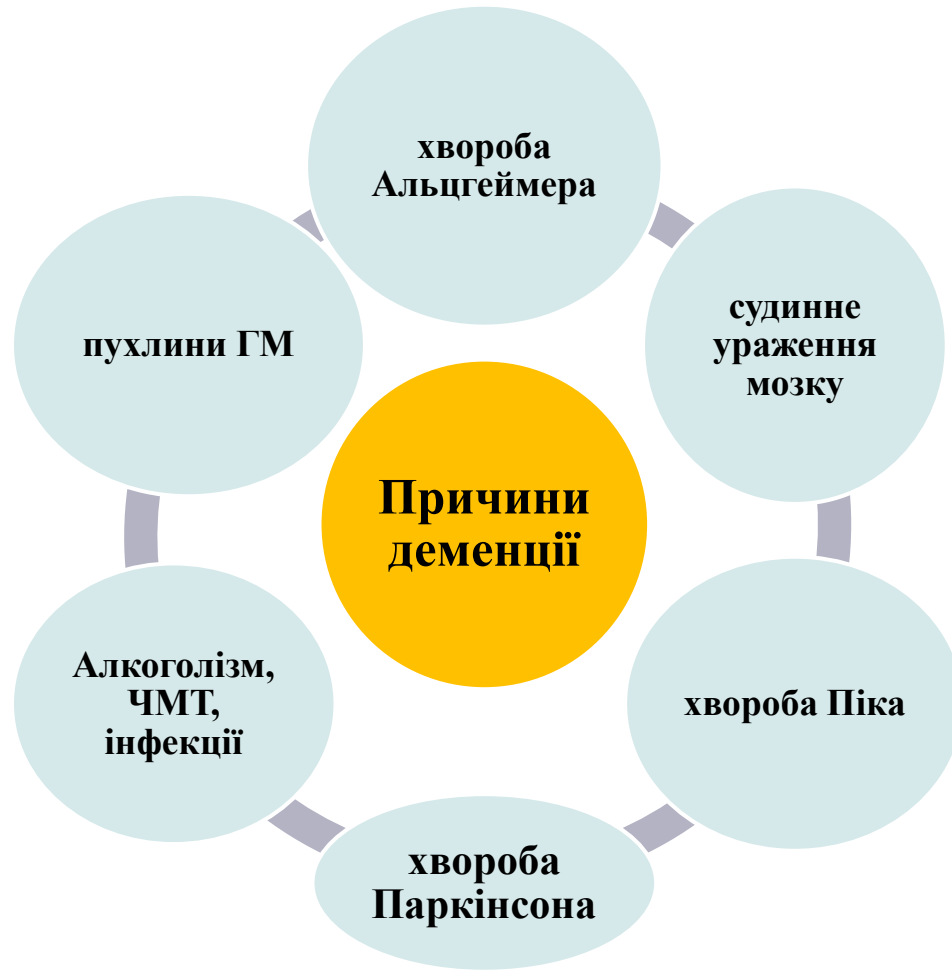 хвороба
Альцгеймера
судинне
ураження
мозку
пухлини ГМ
Причини
деменції
Алкоголізм,
ЧМТ,
інфекції
хвороба Піка
хвороба
Паркінсона